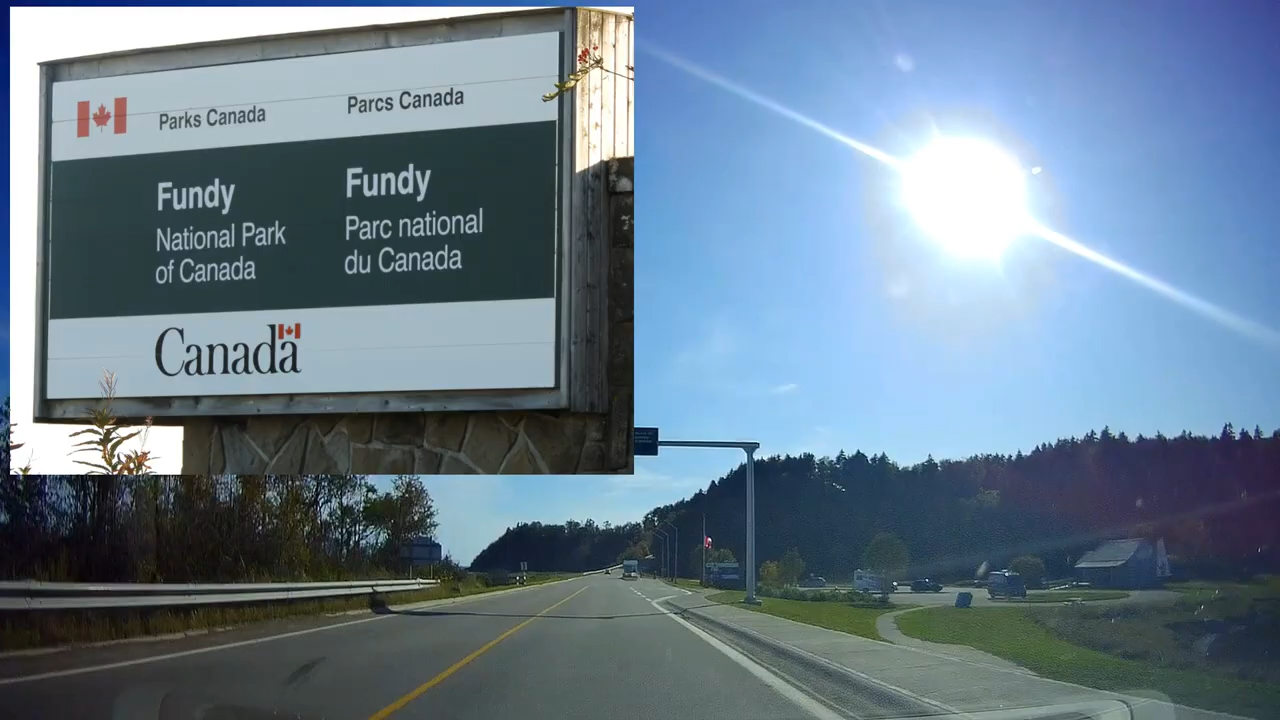 Parks Canada
Parcs Canada
Fundy
National Park
of Canada
Fundy
Parc national
du Canada
Canada